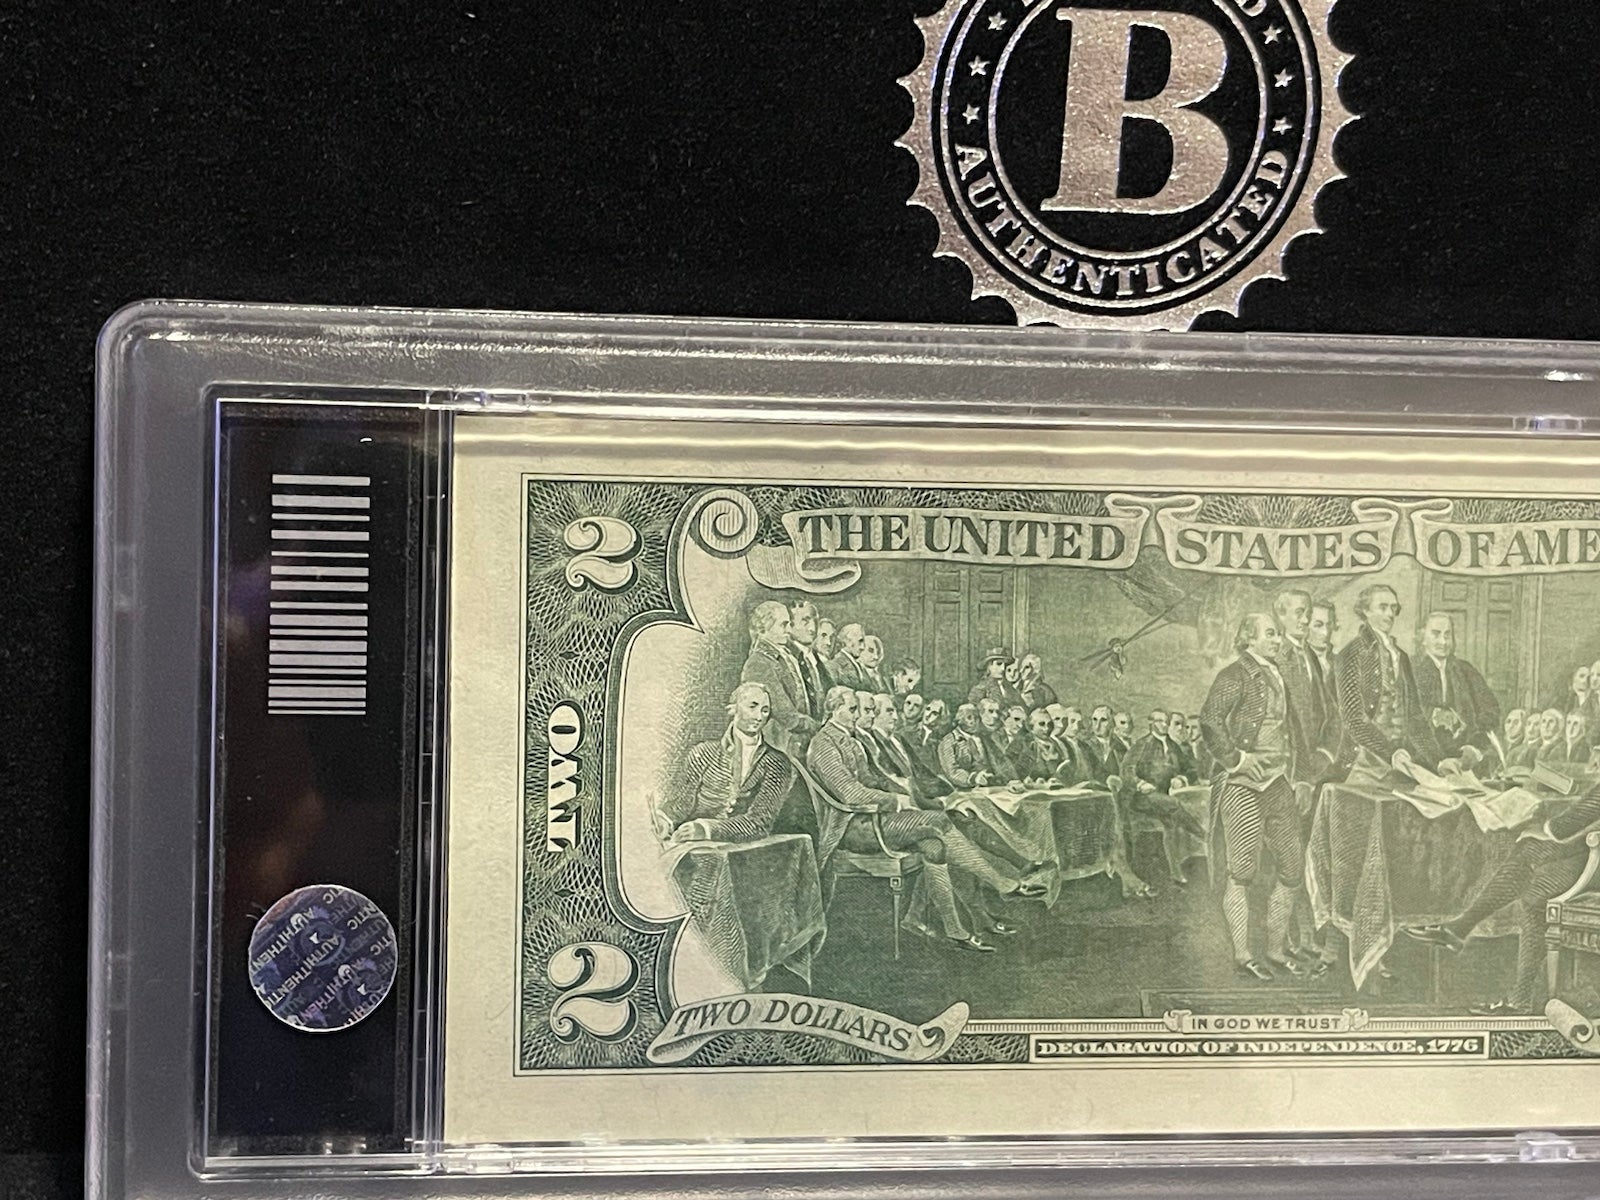 B
AUTHENTICATED
2
THE UNITED STATES OF AME
TWO
2
TWO DOLLARS
IN GOD WE TRUST
DECLARATION OF INDEPENDENCE, 1776